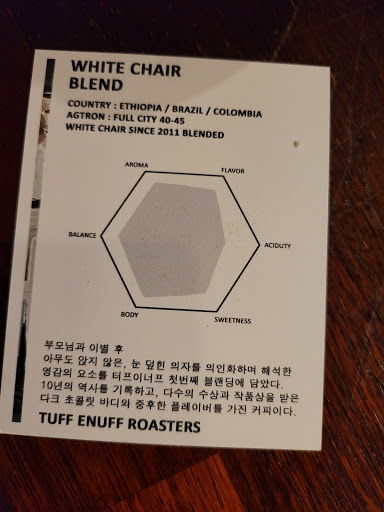 WHITE CHAIR
BLEND
COUNTRY : ETHIOPIA / BRAZIL / COLOMBIA
AGTRON : FULL CITY 40-45
WHITE CHAIR SINCE 2011 BLENDED
AROMA
FLAVOR
BALANCE
ACIDUTY
BODY
SWEETNESS
부모님과 이별 후
아무도 앉지 않은, 눈 덮힌 의자를 의인화하며 해석한
영감의 요소를 터프이너프 첫번째 블랜딩에 담았다.
10년의 역사를 기록하고, 다수의 수상과 작품상을 받은
다크 초콜릿 바디와 중후한 플레이버를 가진 커피이다.
TUFF ENUFF ROASTERS